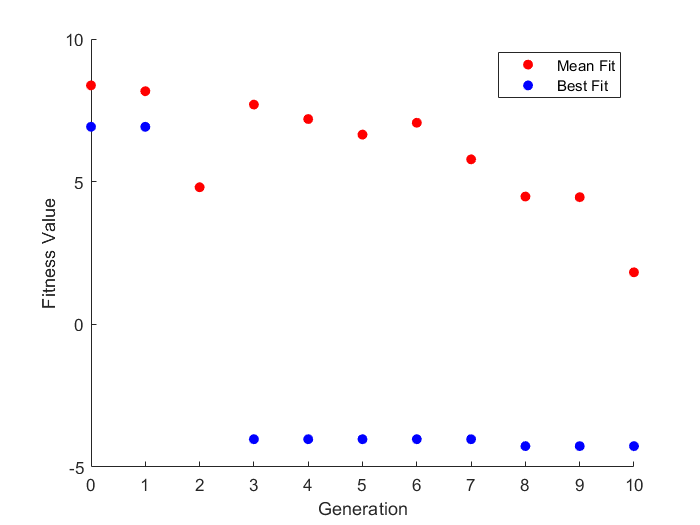 10
Mean Fit
Best Fit
5
Fitness Value
0
-5
0 1 2 3 4 5 6 7 8 9 10
Generation